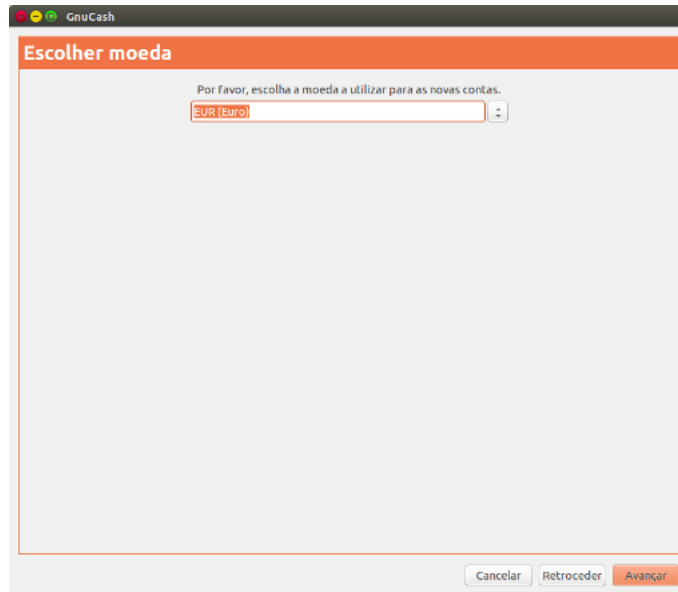 GnuCash
Escolher moeda
Por favor, escolha a moeda a utilizar para as novas contas.
EUR (Euro)
Cancelar Retroceder Avançar